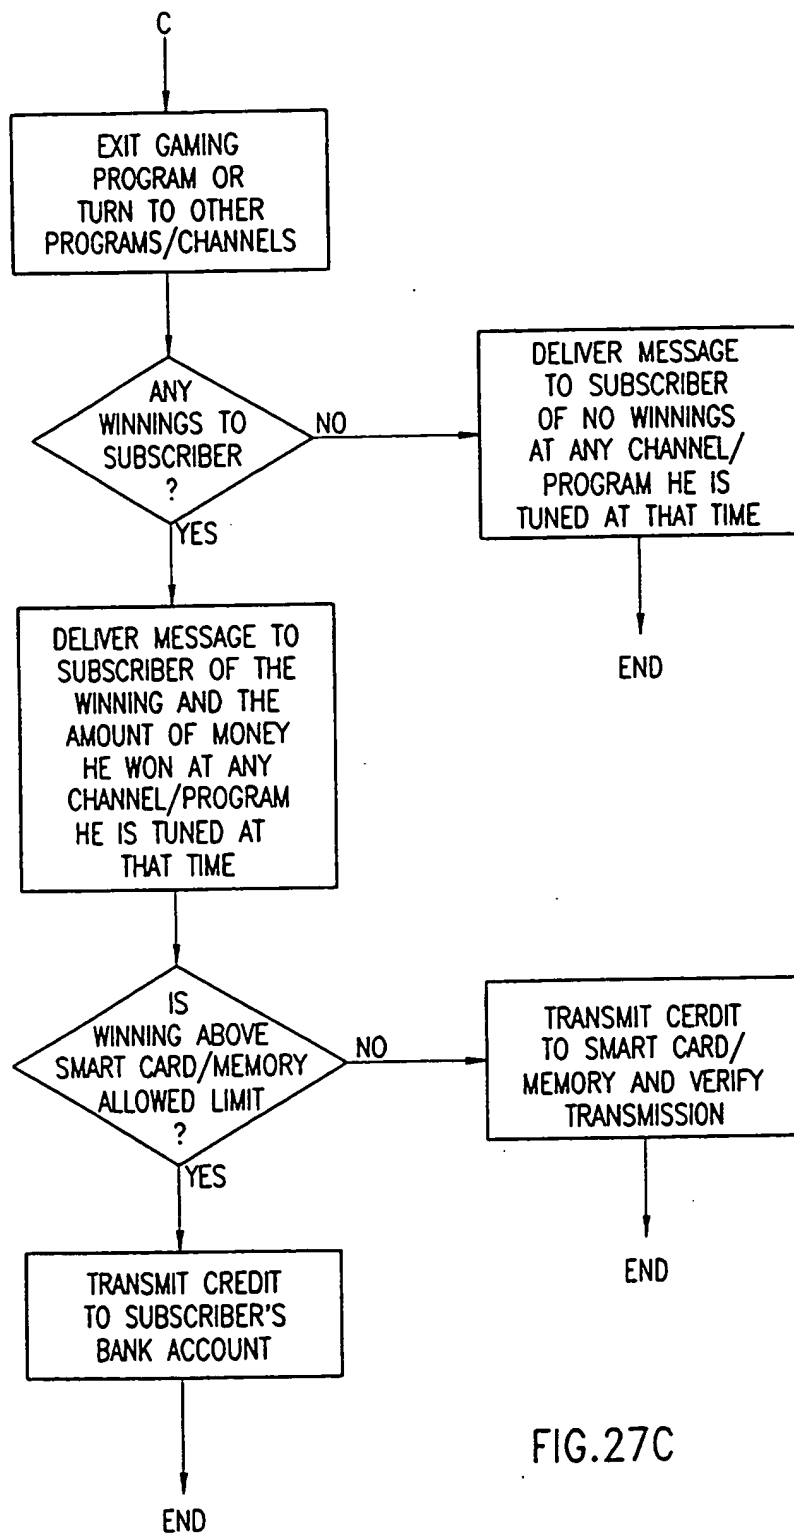 C
EXIT GAMING
PROGRAM OR
TURN TO OTHER
PROGRAMS/CHANNELS
ANY
WINNINGS TO
SUBSCRIBER
?
NO
DELIVER MESSAGE
TO SUBSCRIBER
OF NO WINNINGS
AT ANY CHANNEL/
PROGRAM HE IS
TUNED AT THAT TIME
END
YES
DELIVER MESSAGE TO
SUBSCRIBER OF THE
WINNING AND THE
AMOUNT OF MONEY
HE WON AT ANY
CHANNEL/PROGRAM
HE IS TUNED AT
THAT TIME
IS
WINNING ABOVE
SMART CARD/MEMORY
ALLOWED LIMIT
?
NO
TRANSMIT CERDIT
TO SMART CARD/
MEMORY AND VERIFY
TRANSMISSION
END
YES
TRANSMIT CREDIT
TO SUBSCRIBER'S
BANK ACCOUNT
END
FIG.27C